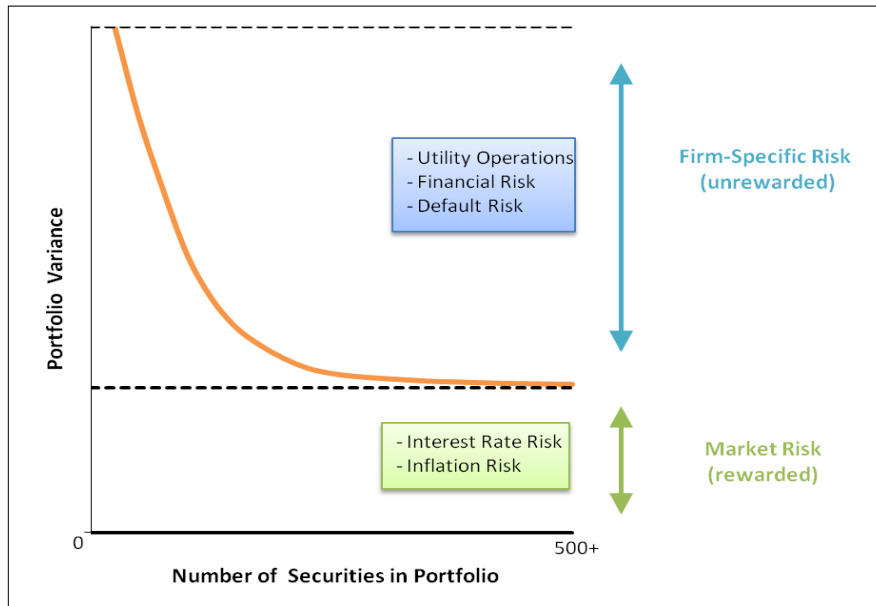 Portfolio Variance
- Utility Operations
- Financial Risk
- Default Risk
Firm-Specific Risk
(unrewarded)
- Interest Rate Risk
- Inflation Risk
Market Risk
(rewarded)
0
500+
Number of Securities in Portfolio